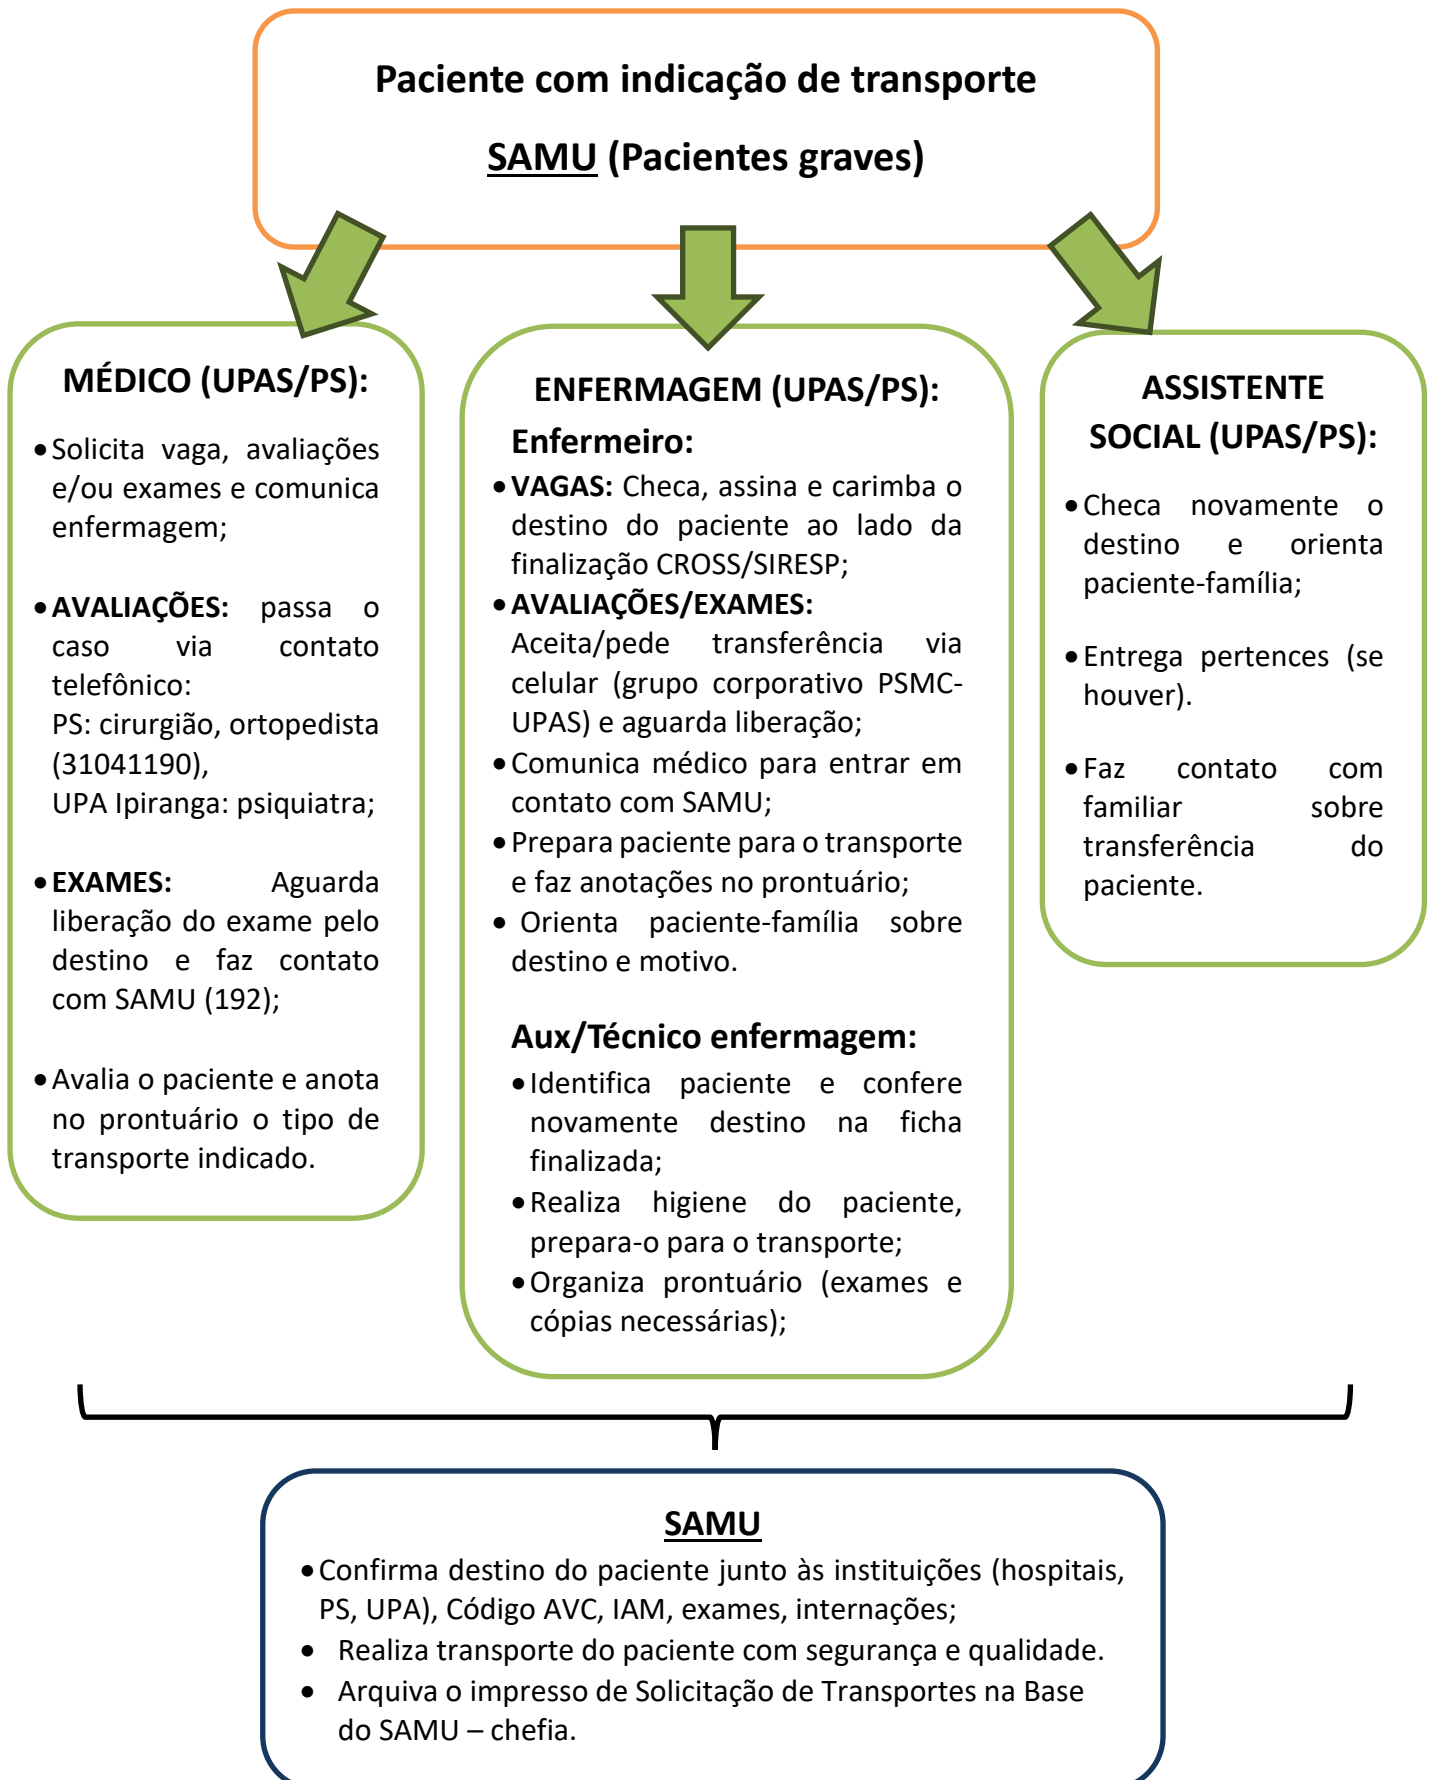 Paciente com indicação de transporte
SAMU (Pacientes graves)
MÉDICO (UPAS/PS):
•Solicita vaga, avaliações
e/ou exames e comunica
enfermagem;
•AVALIAÇÕES: passa o
caso via contato
telefônico:
PS: cirurgião, ortopedista
(31041190),
UPA Ipiranga: psiquiatra;
•EXAMES: Aguarda
liberação do exame pelo
destino e faz contato
com SAMU (192);
•Avalia o paciente e anota
no prontuário o tipo de
transporte indicado.
ENFERMAGEM (UPAS/PS):
Enfermeiro:
•VAGAS: Checa, assina e carimba o
destino do paciente ao lado da
finalização CROSS/SIRESP;
•AVALIAÇÕES/EXAMES:
Aceita/pede transferência via
celular (grupo corporativo PSMC-
UPAS) e aguarda liberação;
•Comunica médico para entrar em
contato com SAMU;
•Prepara paciente para o transporte
e faz anotações no prontuário;
• Orienta paciente-família sobre
destino e motivo.
Aux/Técnico enfermagem:
•Identifica paciente e confere
novamente destino na ficha
finalizada;
•Realiza higiene do paciente,
prepara-o para o transporte;
•Organiza prontuário (exames e
cópias necessárias);
ASSISTENTE
SOCIAL (UPAS/PS):
•Checa novamente o
destino e orienta
paciente-família;
•Entrega pertences (se
houver).
•Faz contato com
familiar sobre
transferência do
paciente.
SAMU
•Confirma destino do paciente junto às instituições (hospitais,
PS, UPA), Código AVC, IAM, exames, internações;
• Realiza transporte do paciente com segurança e qualidade.
• Arquiva o impresso de Solicitação de Transportes na Base
do SAMU – chefia.